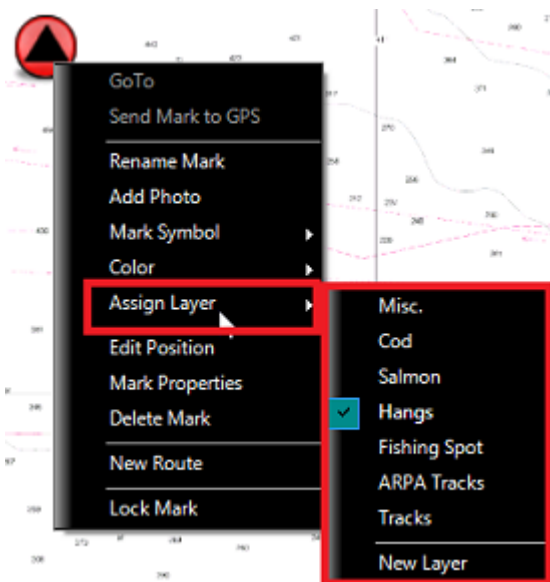 GoTo
Send Mark to GPS
Rename Mark
Add Photo
Mark Symbol
Color
Assign Layer
Edit Position
Mark Properties
Delete Mark
New Route
Lock Mark
Misc.
Cod
Salmon
Hangs
Fishing Spot
ARPA Tracks
Tracks
New Layer